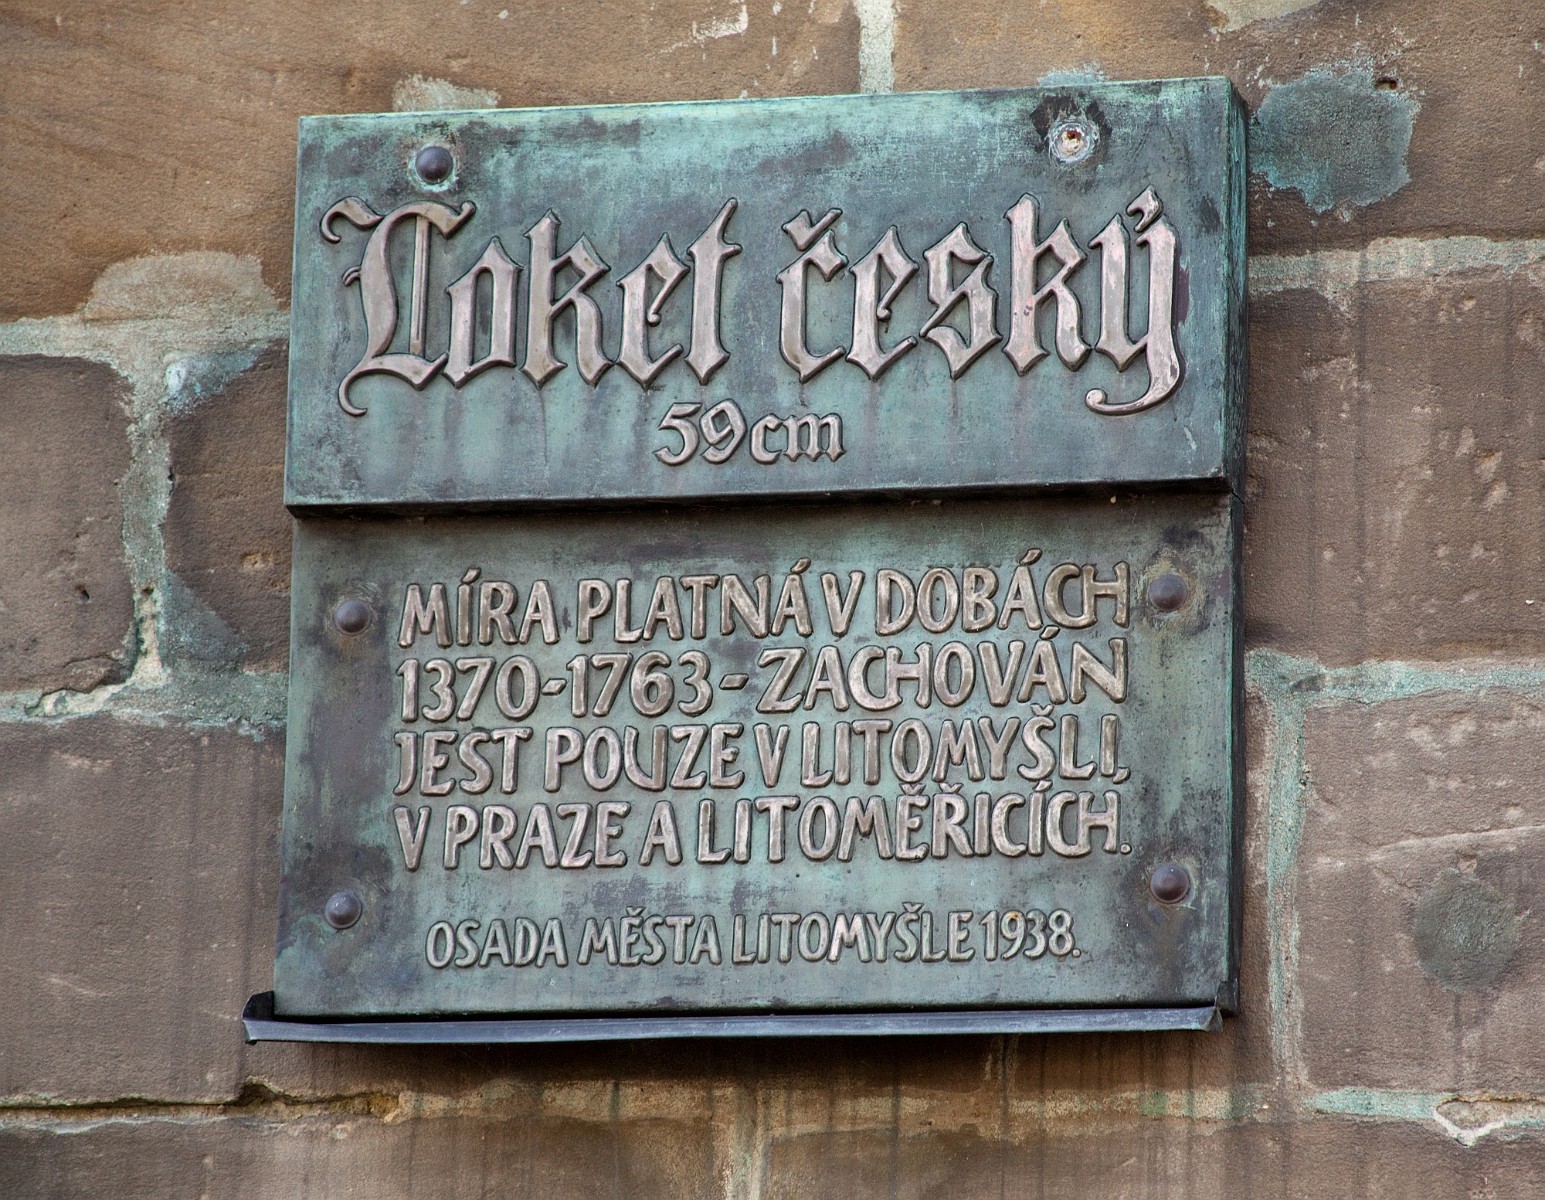 Loket český
59cm
MÍRA PLATNÁ V DOBÁCH
1370-1763-ZACHOVÁN
JEST POUZE V LITOMYŠLI,
V PRAZE A LITOMĚŘICÍCH.
OSADA MĚSTA LITOMYŠLE 1938.